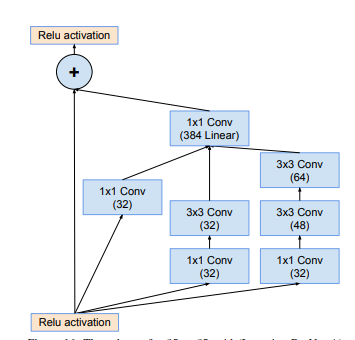 Relu activation
+
1x1 Conv
(384 Linear)
3x3 Conv
(64)
1x1 Conv
(32)
3x3 Conv
(32)
3x3 Conv
(48)
1x1 Conv
(32)
1x1 Conv
(32)
Relu activation